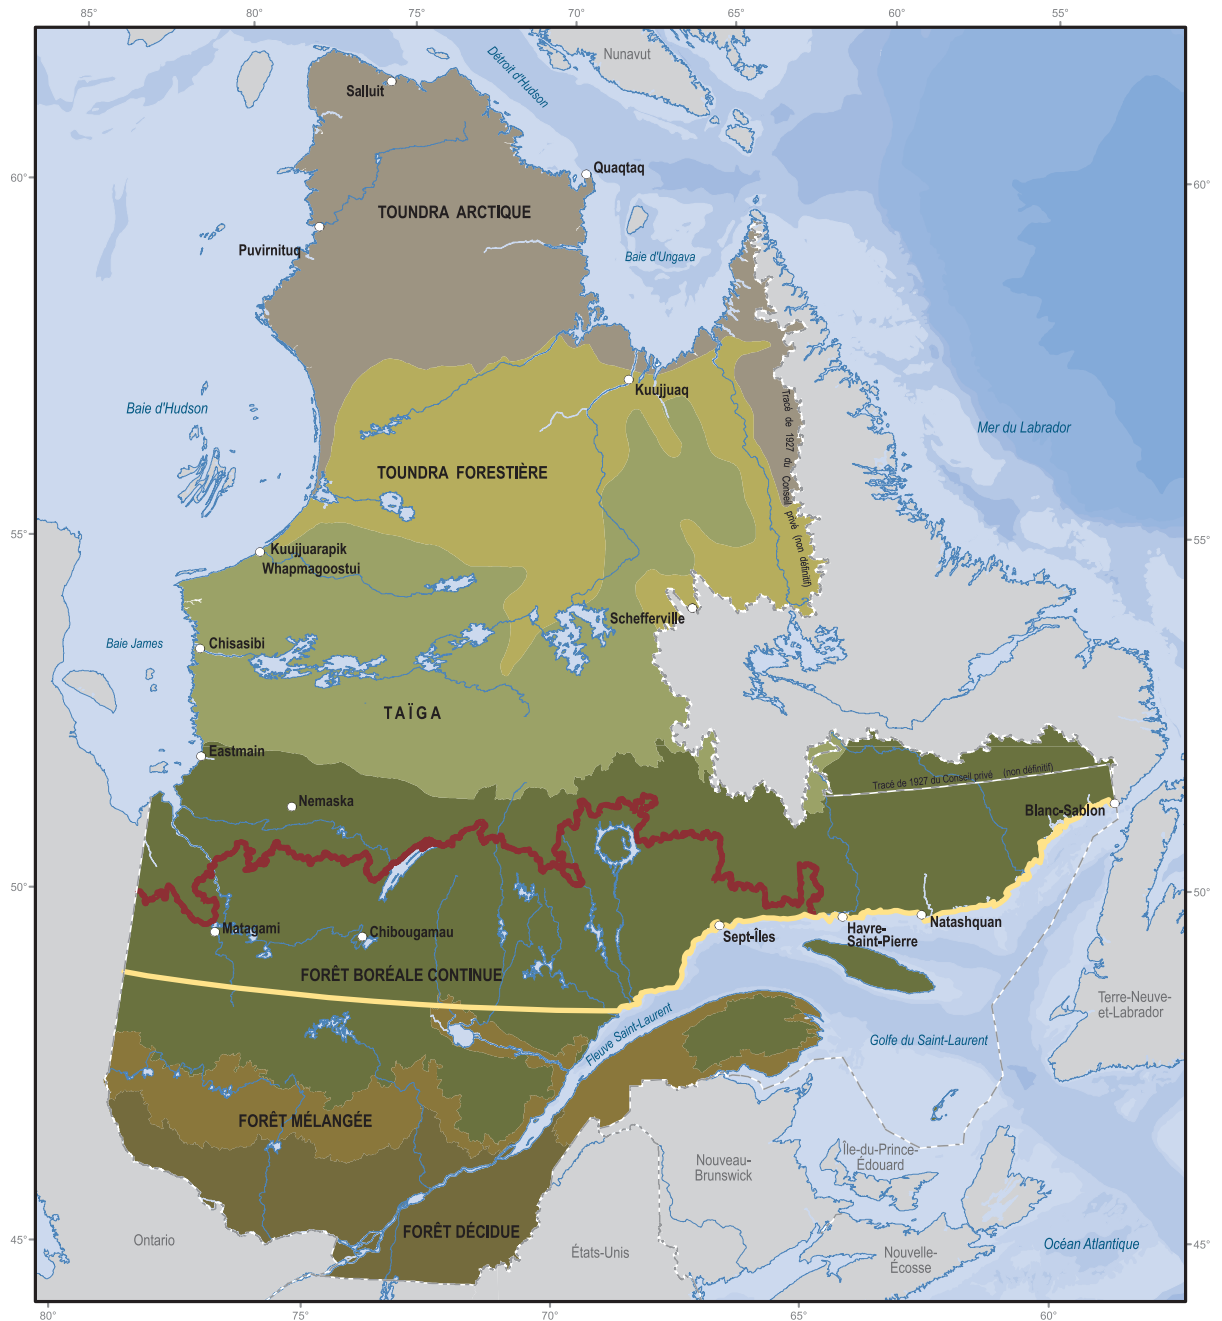 85°
80°
70°
65°
60°
55°
Nunavut
Détroit d'Hudson
Salluit
60°
Quaqtaq
60°
TOUNDRA ARCTIQUE
Puvirnituq
Baie d'Ungava
Kuujjuaq
Tracé de 1927 du Conseil privé (non définitif)
Baie d'Hudson
Mer du Labrador
TOUNDRA FORESTIÈRE
55°
55°
Kuujjuarapik
Whapmagoostui
Schefferville
Baie James
Chisasibi
TAÏGA
Eastmain
Tracé de 1927 du Conseil privé (non définitif)
Nemaska
Blanc-Sablon
50°
50°
Matagami
Chibougamau
Sept-Îles
Havre-
Saint-Pierre
Natashquan
FORÊT BORÉALE CONTINUE
Terre-Neuve-
et-Labrador
Fleuve Saint-Laurent
Golfe du Saint-Laurent
FORÊT MÉLANGÉE
Île-du-Prince-
Édouard
Nouveau-
Brunswick
45°
Ontario
FORÊT DÉCIDUE
États-Unis
Nouvelle-
Écosse
Océan Atlantique
45°
80°
75°
70°
65°
60°